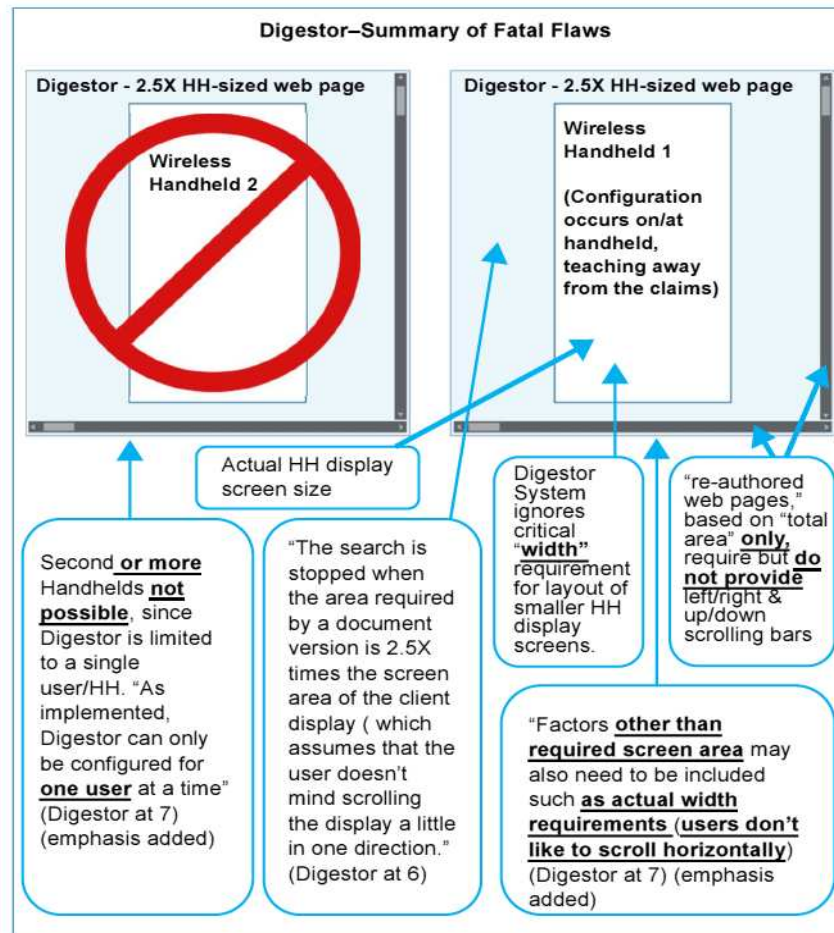 Digestor–Summary of Fatal Flaws
Digestor - 2.5X HH-sized web page
Wireless
Handheld 2
Digestor - 2.5X HH-sized web page
Wireless
Handheld 1
(Configuration
occurs on/at
handheld,
teaching away
from the claims)
Actual HH display
screen size
Second or more
Handhelds not
possible, since
Digestor is limited
to a single
user/HH. “As
implemented,
Digestor can only
be configured for
one user at a time”
(Digestor at 7)
(emphasis added)
“The search is
stopped when
the area required
by a document
version is 2.5X
times the screen
area of the client
display ( which
assumes that the
user doesn’t
mind scrolling
the display a little
in one direction.”
(Digestor at 6)
Digestor
System
ignores
critical
“width”
requirement
for layout of
smaller HH
display
screens.
“re-authored
web pages,”
based on “total
area” only,
require but do
not provide
left/right &
up/down
scrolling bars
“Factors other than
required screen area may
also need to be included
such as actual width
requirements (users don’t
like to scroll horizontally)
(Digestor at 7) (emphasis
added)